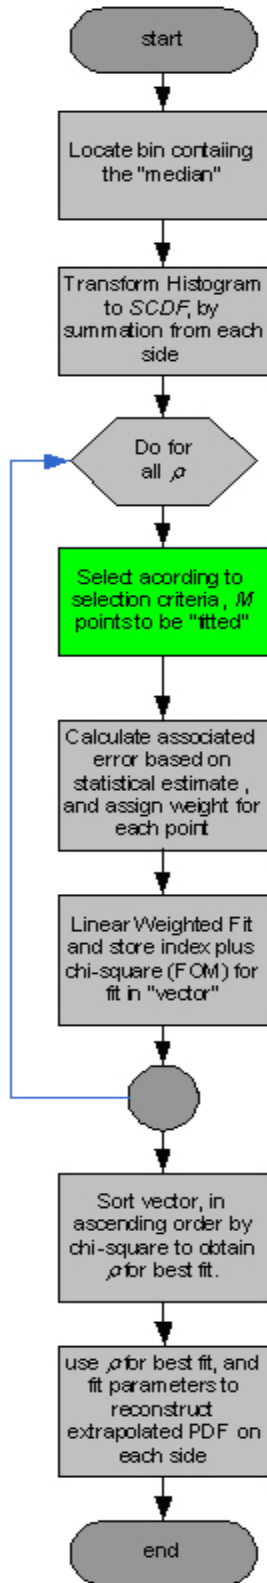 start
Locate bin contaiing
the "median"
Transform Histogram
to SCDF, by
summation from each
side
Do for
all ρ
Select acording to
selection criteria, M
points to be "fitted"
Calculate associated
error based on
statistical estimate ,
and assign weight for
each point
Linear Weighted Fit
and store index plus
chi-square (FOM) for
fit in "vector"
Sort vector, in
ascending order by
chi-square to obtain
ρ for best fit.
use ρ for best fit, and
fit parameters to
reconstruct
extrapolated PDF on
each side
end